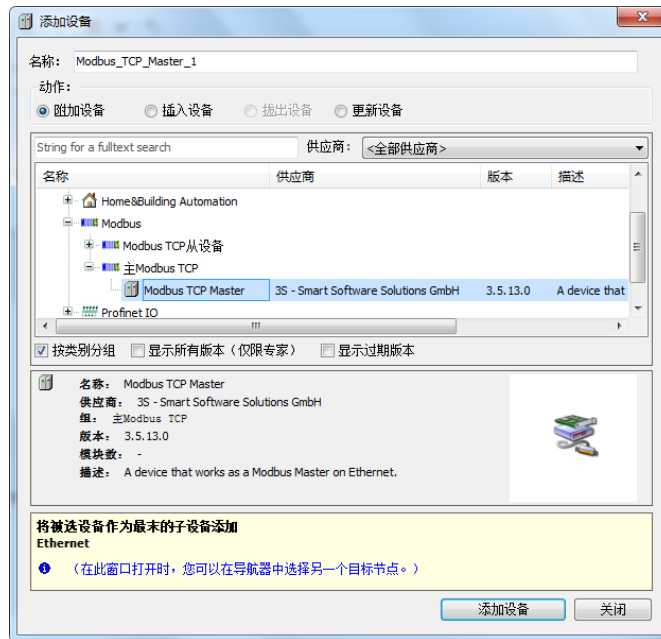 添加设备
名称： Modbus_TCP_Master_1
动作：
附加设备 插入设备 拔出设备 更新设备
String for a fulltext search 供应商： <全部供应商>
名称 供应商 版本 描述
Home&Building Automation
Modbus
Modbus TCP从设备
主Modbus TCP
Modbus TCP Master 3S - Smart Software Solutions GmbH 3.5.13.0 A device that
Profinet IO
按类别分组 显示所有版本（仅限专家） 显示过期版本
名称： Modbus TCP Master
供应商： 3S - Smart Software Solutions GmbH
组： 主Modbus TCP
版本： 3.5.13.0
模块数： -
描述： A device that works as a Modbus Master on Ethernet.
将被选设备作为最末的子设备添加
Ethernet
（在此窗口打开时，您可以在导航器中选择另一个目标节点。）
添加设备 关闭